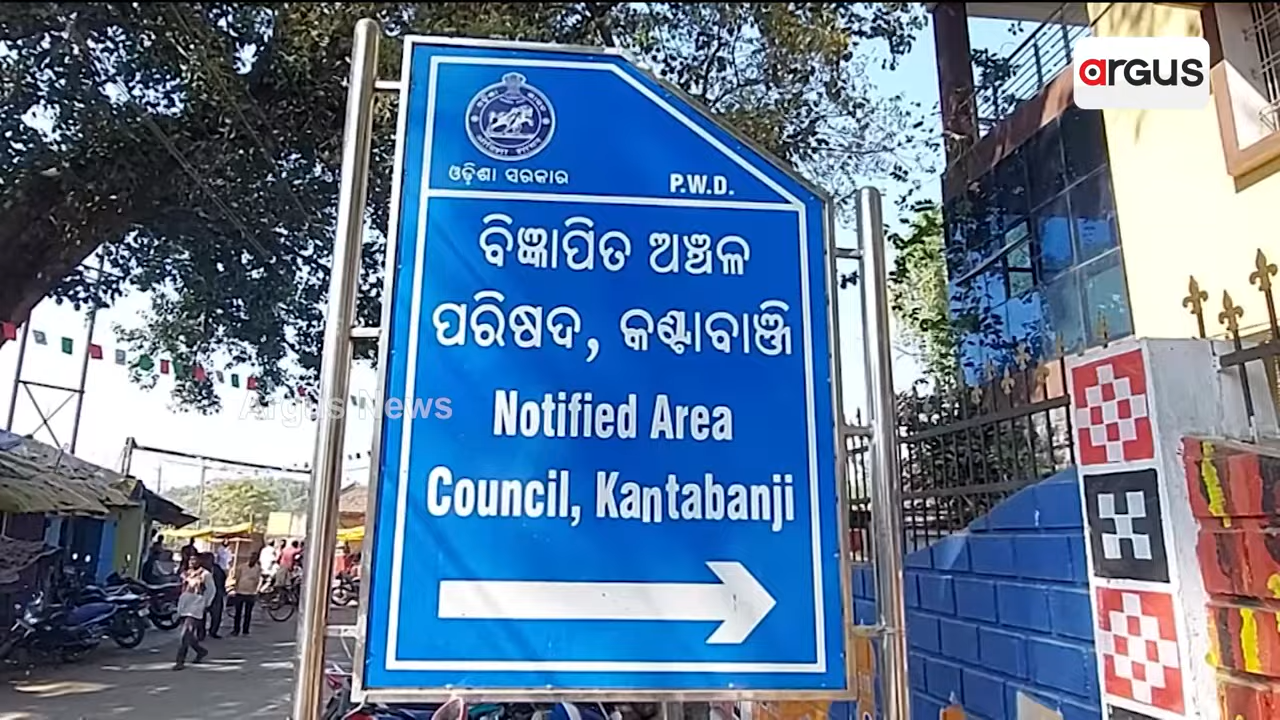 argus
ଓଡ଼ିଶା ସରକାର
P.W.D.
ବିଜ୍ଞାପିତ ଅଞ୍ଚଳ
ପରିଷଦ, କଣ୍ଟାବାଞ୍ଜି
Argus News
Notified Area
Council, Kantabanji